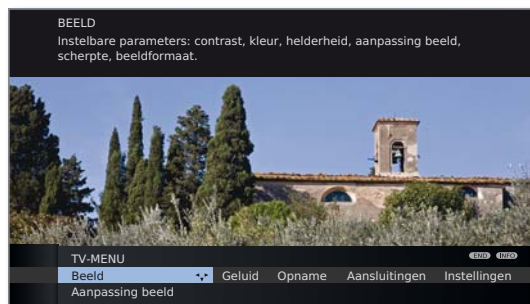 BEELD
Instelbare parameters: contrast, kleur, helderheid, aanpassing beeld,
scherpte, beeldformaat.
TV-MENU END INFO
Beeld Geluid Opname Aansluitingen Instellingen
Aanpassing beeld